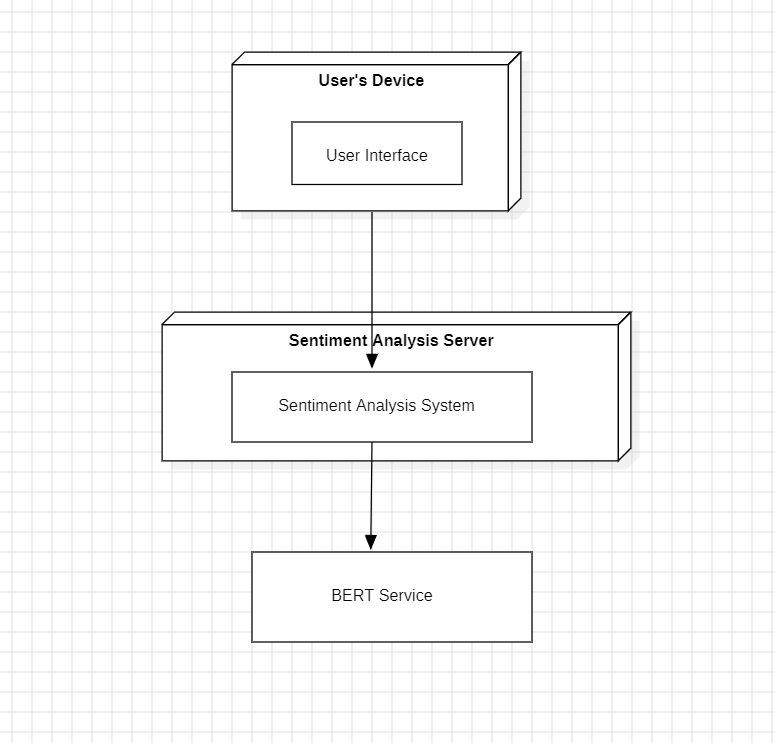 User's Device
User Interface
Sentiment Analysis Server
Sentiment Analysis System
BERT Service